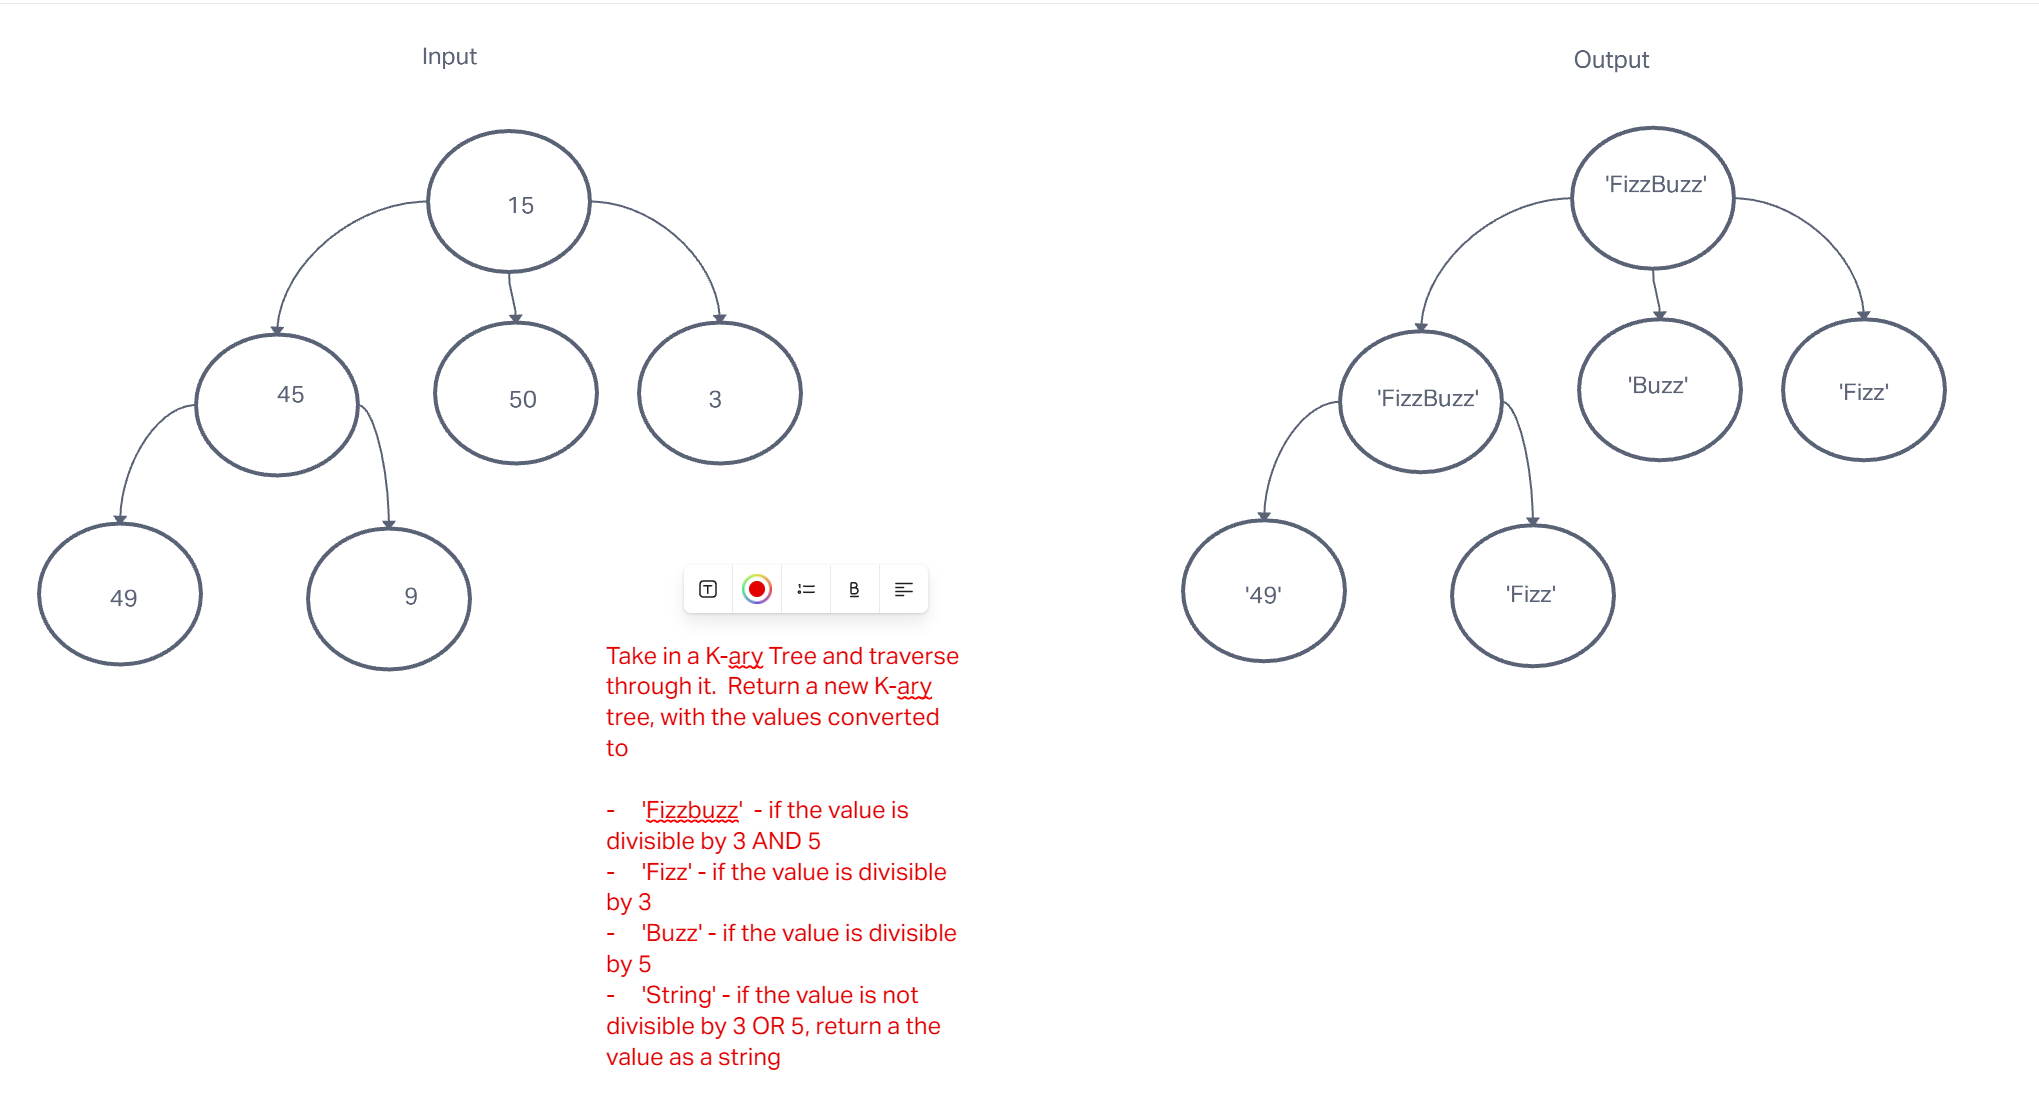 Input
Output
15
'FizzBuzz'
45
50
3
'FizzBuzz'
'Buzz'
'Fizz'
49
9
'49'
'Fizz'
T
B
Take in a K-ary Tree and traverse
through it.  Return a new K-ary
tree, with the values converted
to
-    'Fizzbuzz'  - if the value is
divisible by 3 AND 5
-    'Fizz' - if the value is divisible
by 3
-    'Buzz' - if the value is divisible
by 5
-    'String' - if the value is not
divisible by 3 OR 5, return a the
value as a string